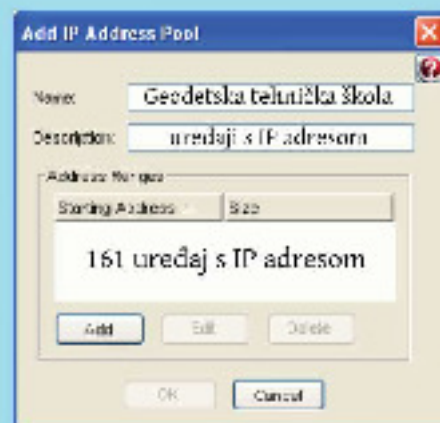 Add IP Address Pool
Name: Geodetska tehnička škola
Description: uređaji s IP adresom
Address Ranges
Starting Address Size
161 uređaj s IP adresom
Add Edit Delete
OK Cancel